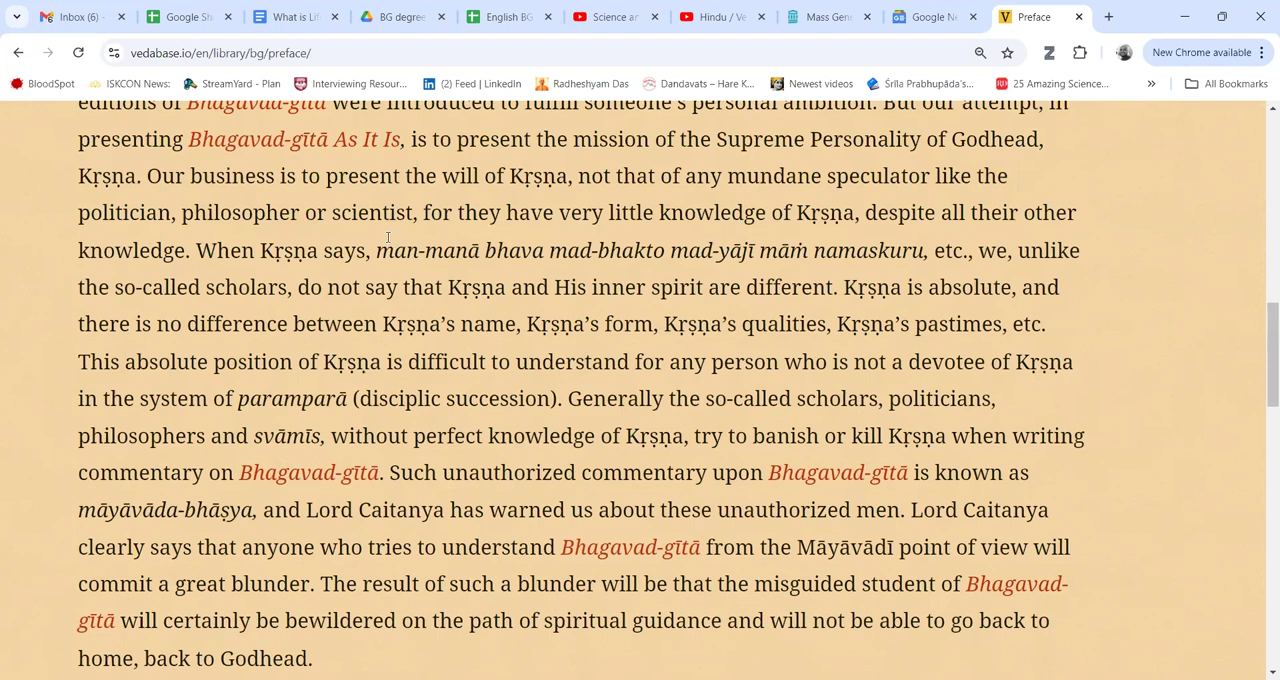 Inbox (6) -
Google Sh
What is Lif
BG degree
English BG
Science ar
Hindu / Ve
Mass Gen
Google Ne
Preface
vedabase.io/en/library/bg/preface/
New Chrome available
BloodSpot
ISKCON News:
StreamYard - Plan
Interviewing Resour...
(2) Feed | LinkedIn
Radheshyam Das
Dandavats – Hare K...
Newest videos
Śrīla Prabhupāda's...
25 Amazing Science...
»
All Bookmarks
editions of Bhagavad-gītā were introduced to fulfill someone's personal ambition. But our attempt, in
presenting Bhagavad-gītā As It Is, is to present the mission of the Supreme Personality of Godhead,
Kṛṣṇa. Our business is to present the will of Kṛṣṇa, not that of any mundane speculator like the
politician, philosopher or scientist, for they have very little knowledge of Kṛṣṇa, despite all their other
knowledge. When Kṛṣṇa says, man-manā bhava mad-bhakto mad-yājī māṁ namaskuru, etc., we, unlike
the so-called scholars, do not say that Kṛṣṇa and His inner spirit are different. Kṛṣṇa is absolute, and
there is no difference between Kṛṣṇa's name, Kṛṣṇa's form, Kṛṣṇa's qualities, Kṛṣṇa's pastimes, etc.
This absolute position of Kṛṣṇa is difficult to understand for any person who is not a devotee of Kṛṣṇa
in the system of paramparā (disciplic succession). Generally the so-called scholars, politicians,
philosophers and svāmīs, without perfect knowledge of Kṛṣṇa, try to banish or kill Kṛṣṇa when writing
commentary on Bhagavad-gītā. Such unauthorized commentary upon Bhagavad-gītā is known as
māyāvāda-bhāṣya, and Lord Caitanya has warned us about these unauthorized men. Lord Caitanya
clearly says that anyone who tries to understand Bhagavad-gītā from the Māyāvādī point of view will
commit a great blunder. The result of such a blunder will be that the misguided student of Bhagavad-
gītā will certainly be bewildered on the path of spiritual guidance and will not be able to go back to
home, back to Godhead.